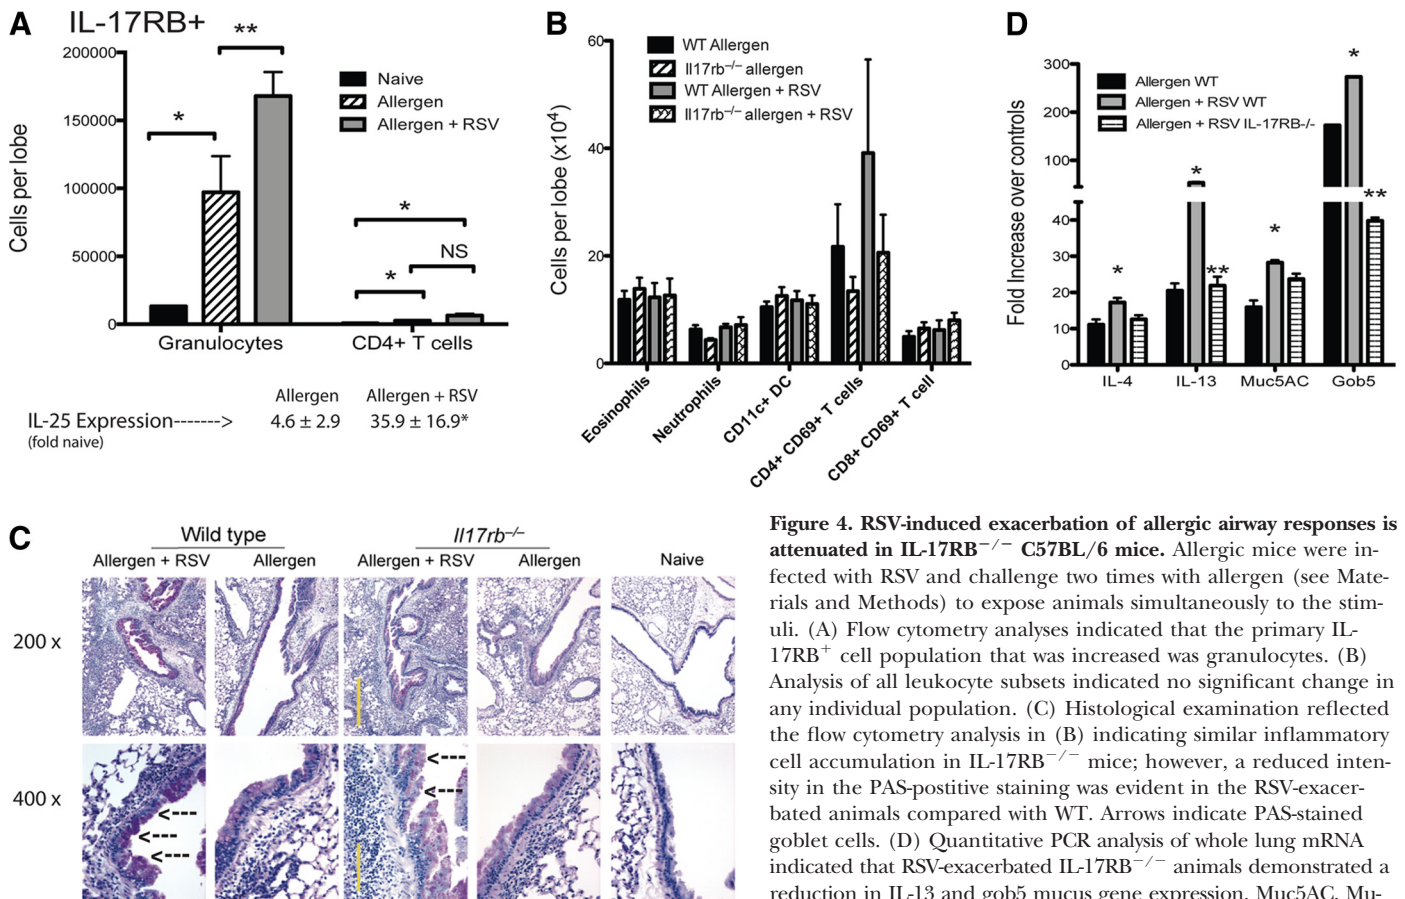 A
IL-17RB+
Cells per lobe
200000
150000
100000
50000
0
*
**
*
*
NS
Naive
Allergen
Allergen + RSV
Granulocytes
CD4+ T cells
Allergen
Allergen + RSV
IL-25 Expression------->
4.6 ± 2.9
35.9 ± 16.9*
(fold naive)
B
Cells per lobe (x10⁴)
60
40
20
0
WT Allergen
Il17rb⁻/⁻ allergen
WT Allergen + RSV
Il17rb⁻/⁻ allergen + RSV
Eosinophils
Neutrophils
CD11c+ DC
CD4+ CD69+ T cells
CD8+ CD69+ T cell
D
Fold Increase over controls
300
200
100
40
30
20
10
0
Allergen WT
Allergen + RSV WT
Allergen + RSV IL-17RB-/-
*
*
**
*
*
**
IL-4
IL-13
Muc5AC
Gob5
C
Wild type
Il17rb⁻/⁻
Allergen + RSV
Allergen
Allergen + RSV
Allergen
Naive
200 x
400 x
Figure 4. RSV-induced exacerbation of allergic airway responses is
attenuated in IL-17RB⁻/⁻ C57BL/6 mice. Allergic mice were in-
fected with RSV and challenge two times with allergen (see Mate-
rials and Methods) to expose animals simultaneously to the stim-
uli. (A) Flow cytometry analyses indicated that the primary IL-
17RB⁺ cell population that was increased was granulocytes. (B)
Analysis of all leukocyte subsets indicated no significant change in
any individual population. (C) Histological examination reflected
the flow cytometry analysis in (B) indicating similar inflammatory
cell accumulation in IL-17RB⁻/⁻ mice; however, a reduced inten-
sity in the PAS-postitive staining was evident in the RSV-exacer-
bated animals compared with WT. Arrows indicate PAS-stained
goblet cells. (D) Quantitative PCR analysis of whole lung mRNA
indicated that RSV-exacerbated IL-17RB⁻/⁻ animals demonstrated a
reduction in IL-13 and gob5 mucus gene expression. Muc5AC, Mu-